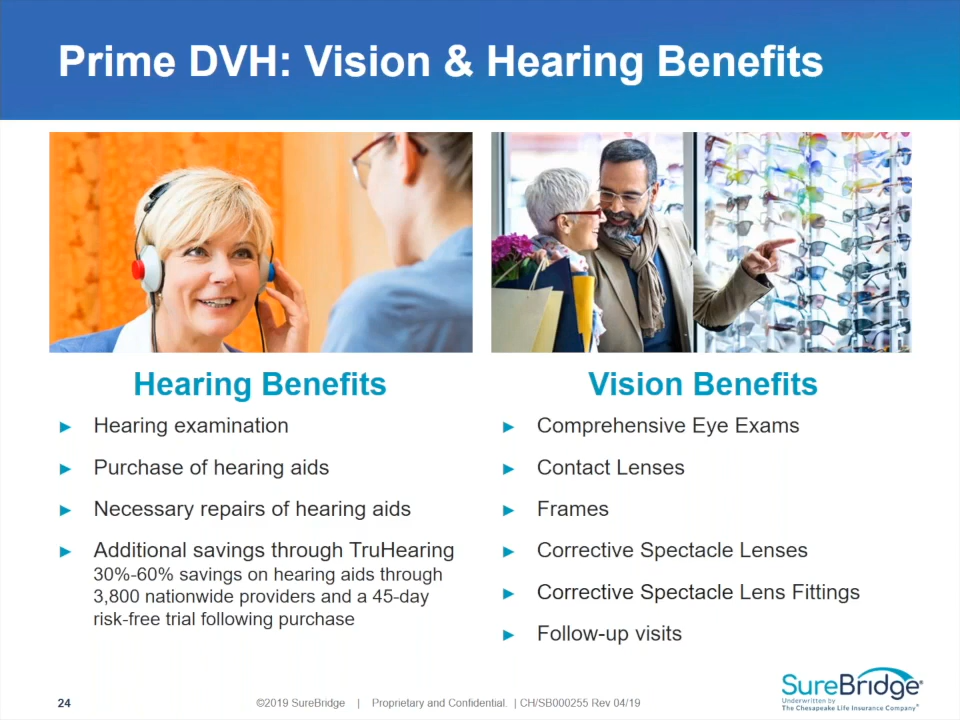 Prime DVH: Vision & Hearing Benefits
Hearing Benefits
► Hearing examination
► Purchase of hearing aids
► Necessary repairs of hearing aids
► Additional savings through TruHearing
30%-60% savings on hearing aids through
3,800 nationwide providers and a 45-day
risk-free trial following purchase
Vision Benefits
► Comprehensive Eye Exams
► Contact Lenses
► Frames
► Corrective Spectacle Lenses
► Corrective Spectacle Lens Fittings
► Follow-up visits
24
©2019 SureBridge | Proprietary and Confidential. | CH/SB000255 Rev 04/19
SureBridge®
Underwritten by
The Chesapeake Life Insurance Company®